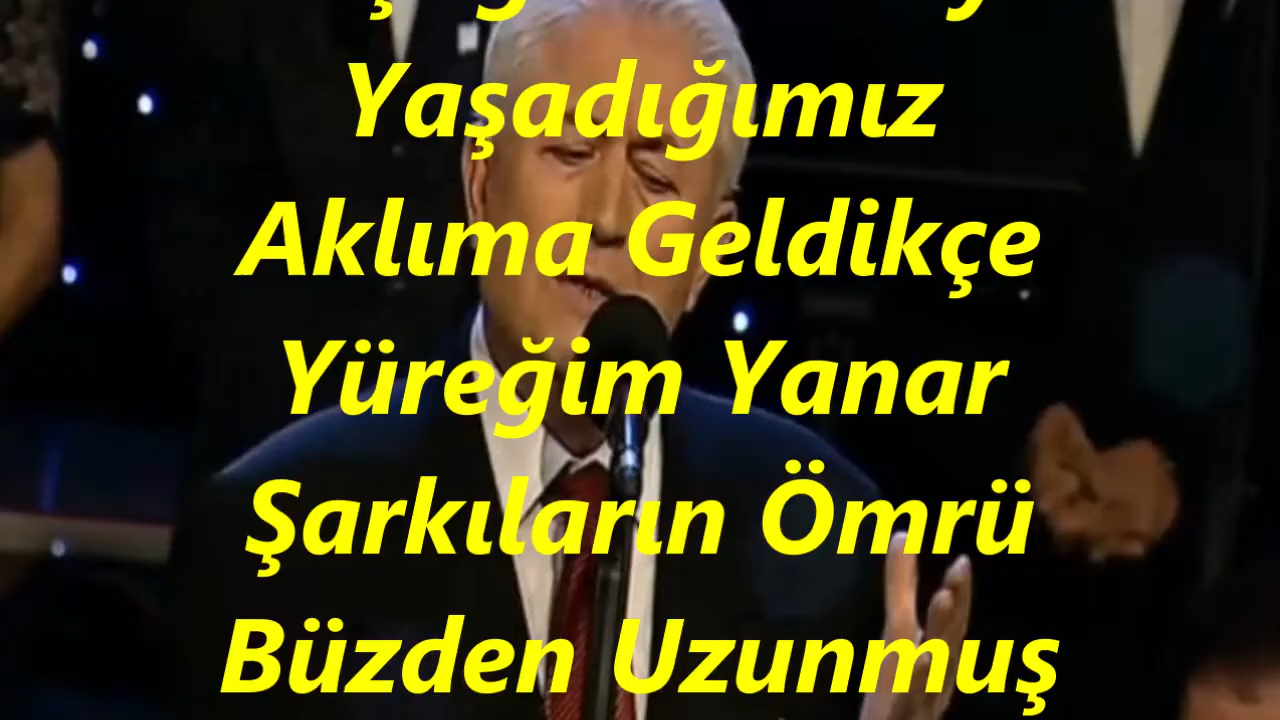 Yaşadığımız
Aklıma Geldikçe
Yüreğim Yanar
Şarkıların Ömrü
Büzden Uzunmuş